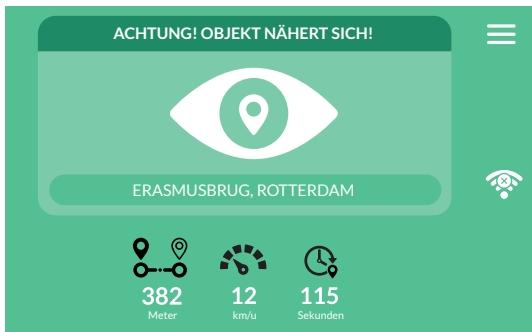 ACHTUNG! OBJEKT NÄHERT SICH!
ERASMUSBRUG, ROTTERDAM
382 12 115
Meter km/u Sekunden